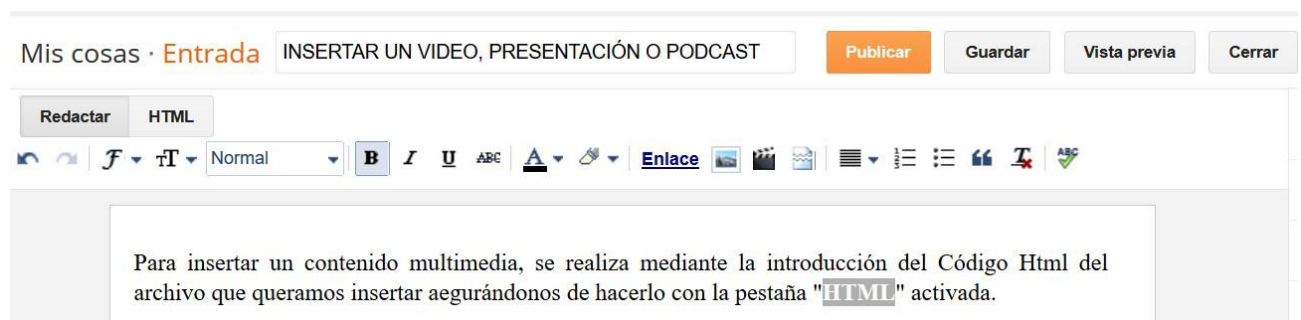 Mis cosas · Entrada INSERTAR UN VIDEO, PRESENTACIÓN O PODCAST Publicar Guardar Vista previa Cerrar
Redactar HTML
F TT Normal B I U ABC A Enlace T ABC
Para insertar un contenido multimedia, se realiza mediante la introducción del Código Html del
archivo que queramos insertar aegurándonos de hacerlo con la pestaña "HTML" activada.